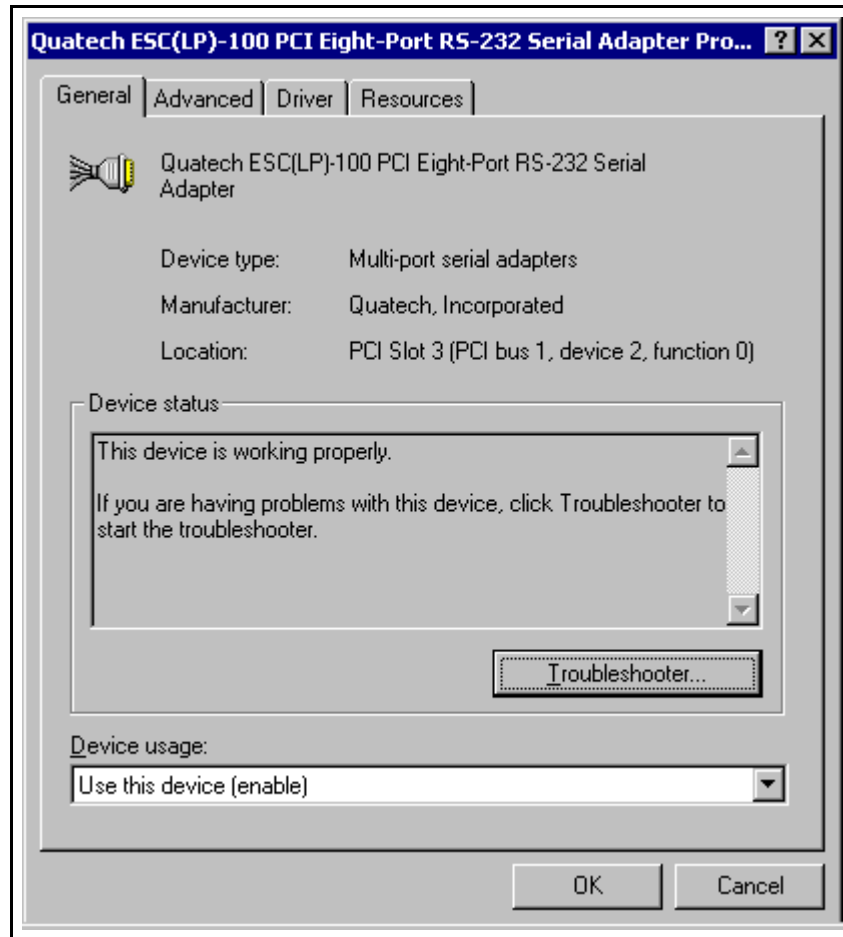 Quatech ESC(LP)-100 PCI Eight-Port RS-232 Serial Adapter Pro...
General Advanced Driver Resources
Quatech ESC(LP)-100 PCI Eight-Port RS-232 Serial
Adapter
Device type: Multi-port serial adapters
Manufacturer: Quatech, Incorporated
Location: PCI Slot 3 (PCI bus 1, device 2, function 0)
Device status
This device is working properly.
If you are having problems with this device, click Troubleshooter to
start the troubleshooter.
Troubleshooter...
Device usage:
Use this device (enable)
OK Cancel